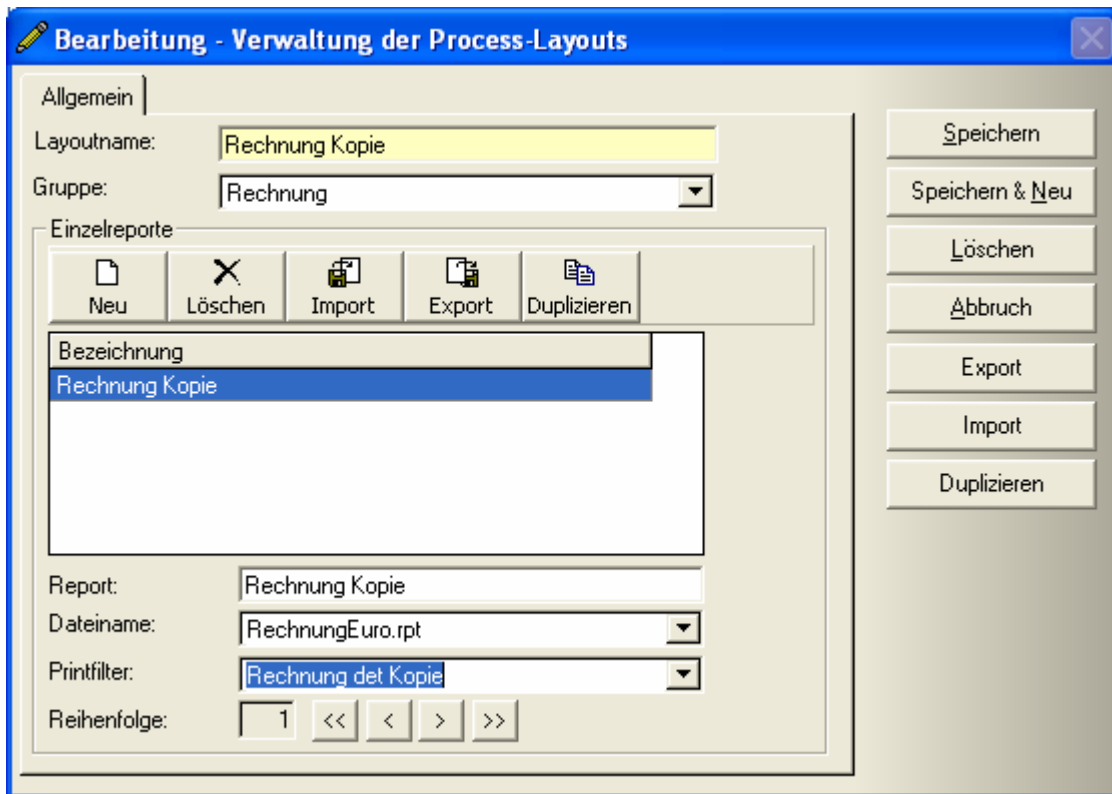 Bearbeitung - Verwaltung der Process-Layouts
Allgemein
Layoutname: Rechnung Kopie
Gruppe: Rechnung
Einzelreporte
Neu Löschen Import Export Duplizieren
Bezeichnung
Rechnung Kopie
Report: Rechnung Kopie
Dateiname: RechnungEuro.rpt
Printfilter: Rechnung det Kopie
Reihenfolge: 1 << < > >>
Speichern
Speichern & Neu
Löschen
Abbruch
Export
Import
Duplizieren